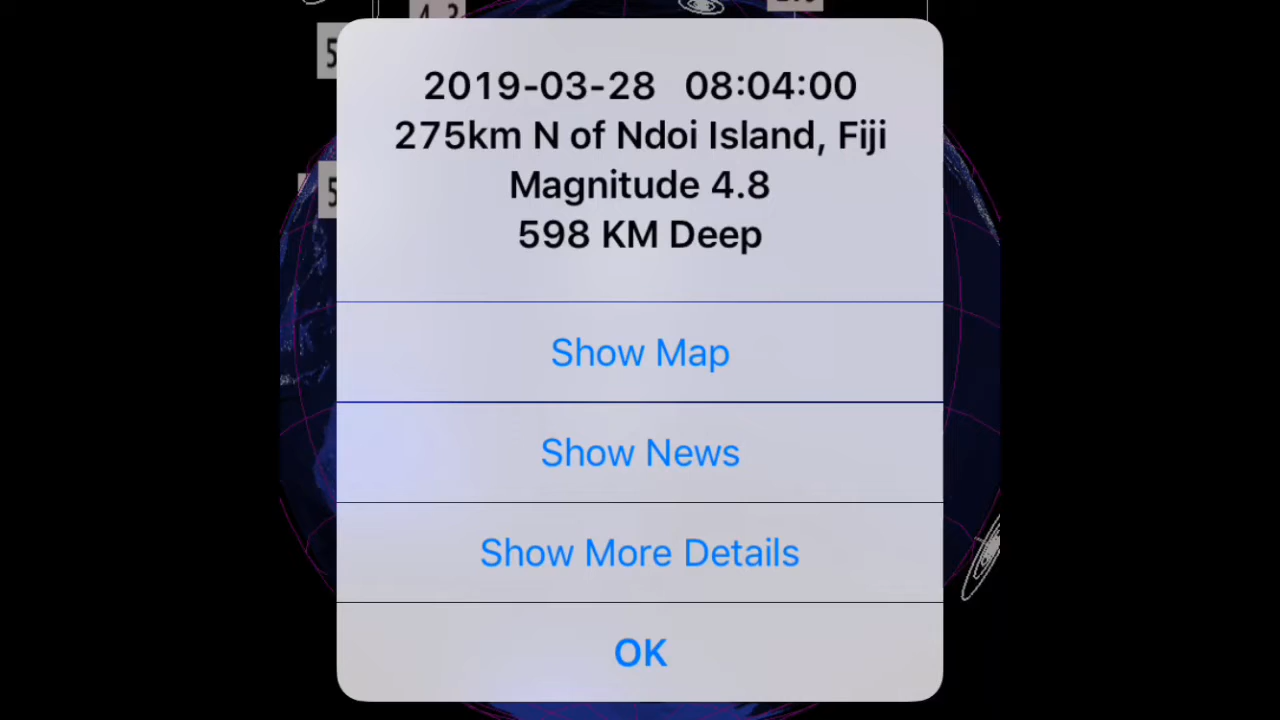 2019-03-28 08:04:00
275km N of Ndoi Island, Fiji
Magnitude 4.8
598 KM Deep
Show Map
Show News
Show More Details
OK